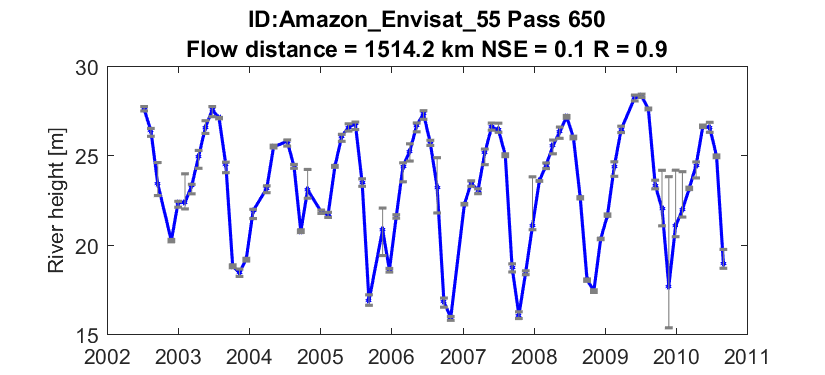 ID:Amazon_Envisat_55 Pass 650
Flow distance = 1514.2 km NSE = 0.1 R = 0.9
River height [m]
30
25
20
15
2002 2003 2004 2005 2006 2007 2008 2009 2010 2011